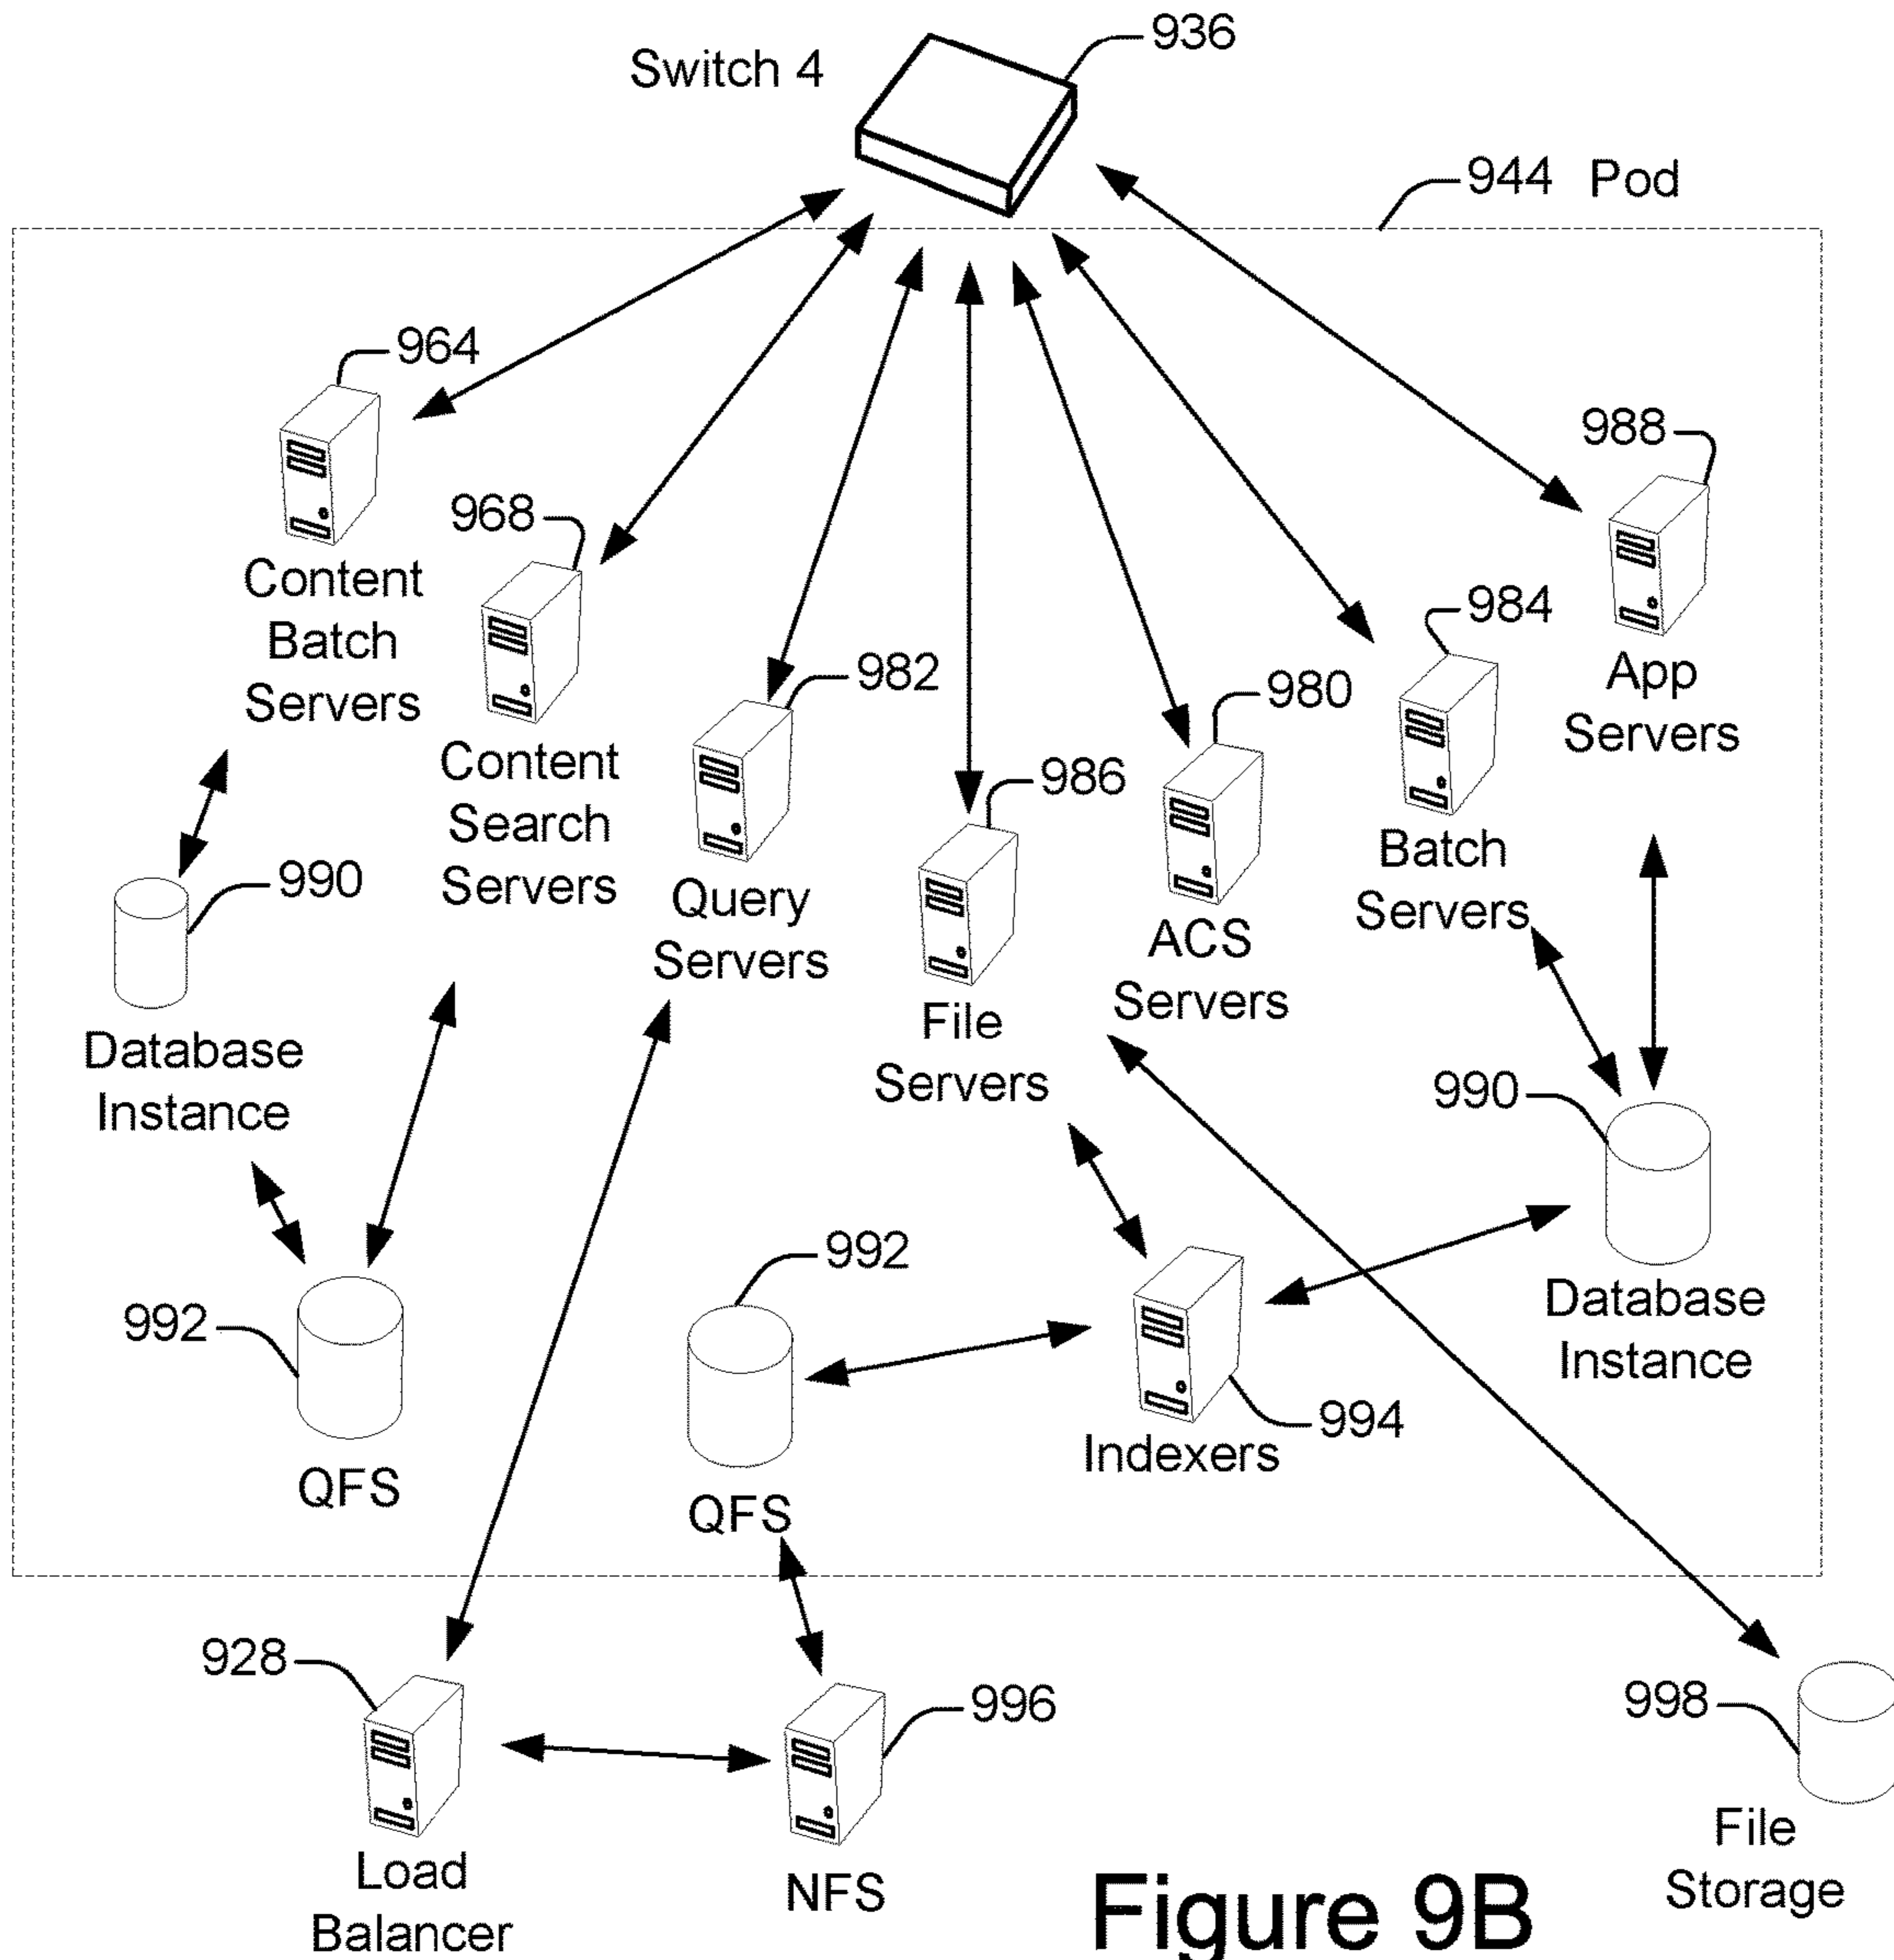 936
Switch 4
944 Pod
964
988
968
Content
Batch
Servers
984
982
980
App
Servers
Content
Search
Servers
986
Batch
Servers
990
Query
Servers
ACS
Servers
File
Servers
Database
Instance
990
992
992
Database
Instance
994
Indexers
QFS
QFS
928
996
998
File
Storage
Load
Balancer
NFS
Figure 9B